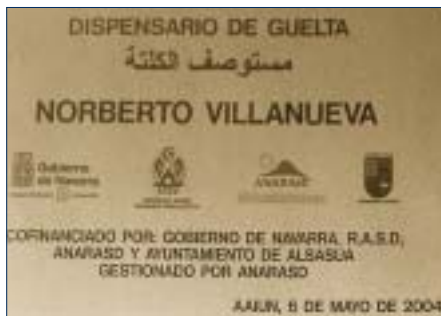 DISPENSARIO DE GUELTA
مستوصف الكلتة
NORBERTO VILLANUEVA
Gobierno
de Navarra
ANARASD
COFINANCIADO POR: GOBIERNO DE NAVARRA, R.A.S.D,
ANARASD Y AYUNTAMIENTO DE ALSASUA
GESTIONADO POR ANARASD
AAIUN, 6 DE MAYO DE 2004